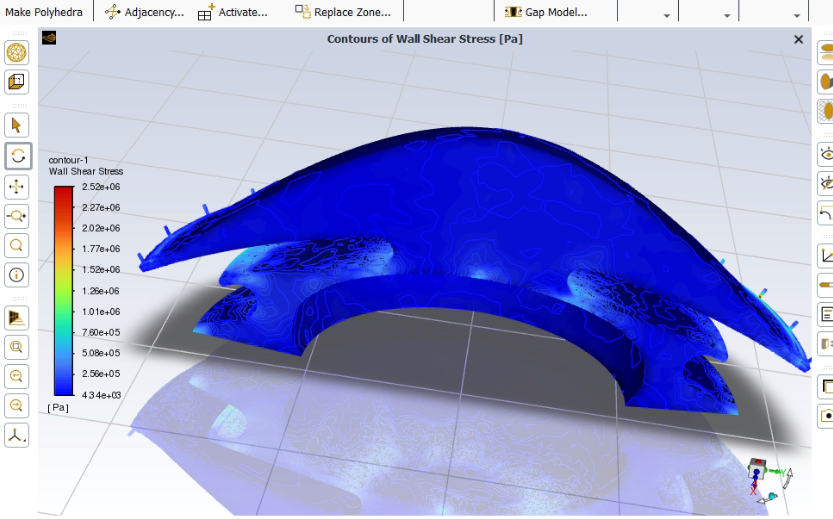 Make Polyhedra
Adjacency...
Activate...
Replace Zone...
Gap Model...
Contours of Wall Shear Stress [Pa]
contour-1
Wall Shear Stress
2.52e+06
2.27e+06
2.02e+06
1.77e+06
1.52e+06
1.26e+06
1.01e+06
7.60e+05
5.08e+05
2.56e+05
4.34e+03
[Pa]
Y
X